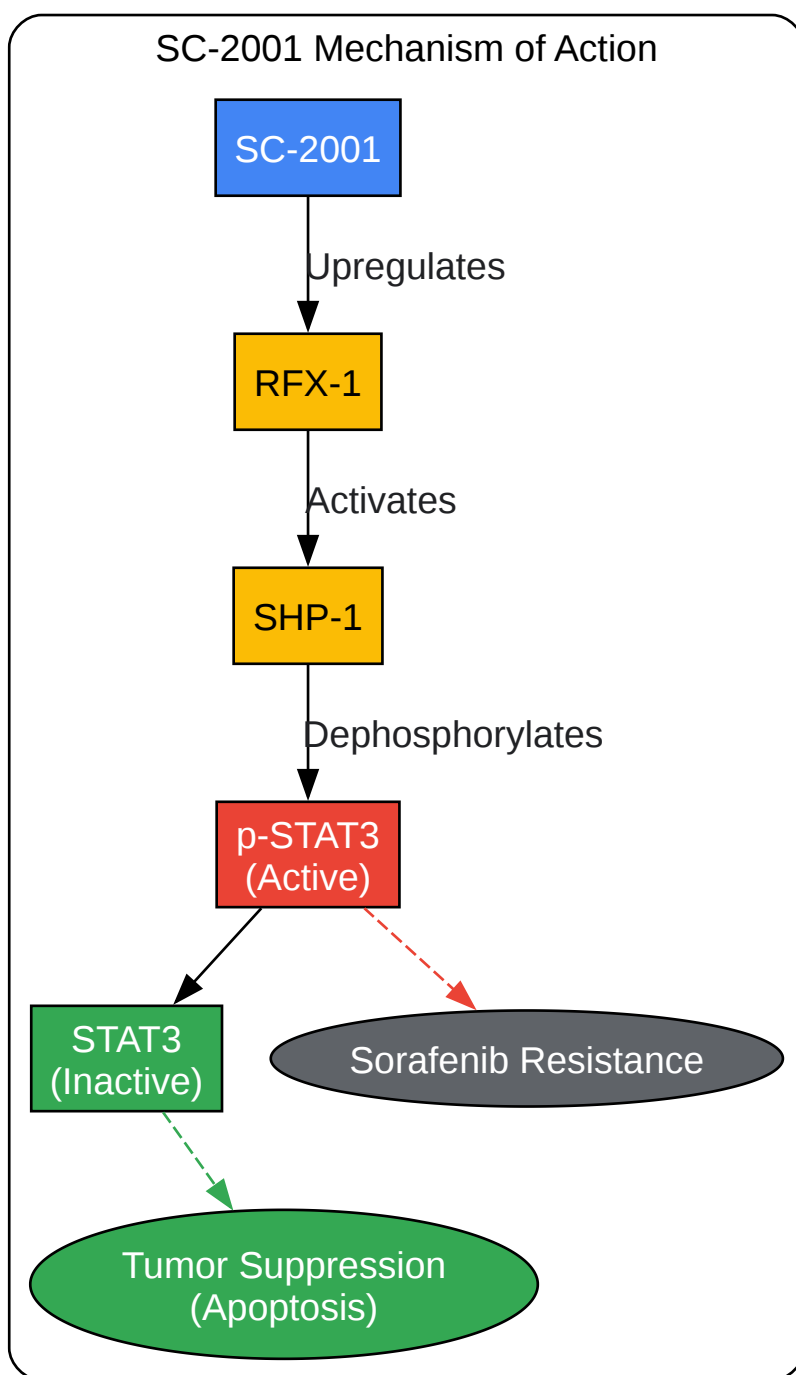 SC-2001 Mechanism of Action
SC-2001
Upregulates
RFX-1
Activates
SHP-1
Dephosphorylates
p-STAT3
(Active)
STAT3
(Inactive)
Sorafenib Resistance
Tumor Suppression
(Apoptosis)